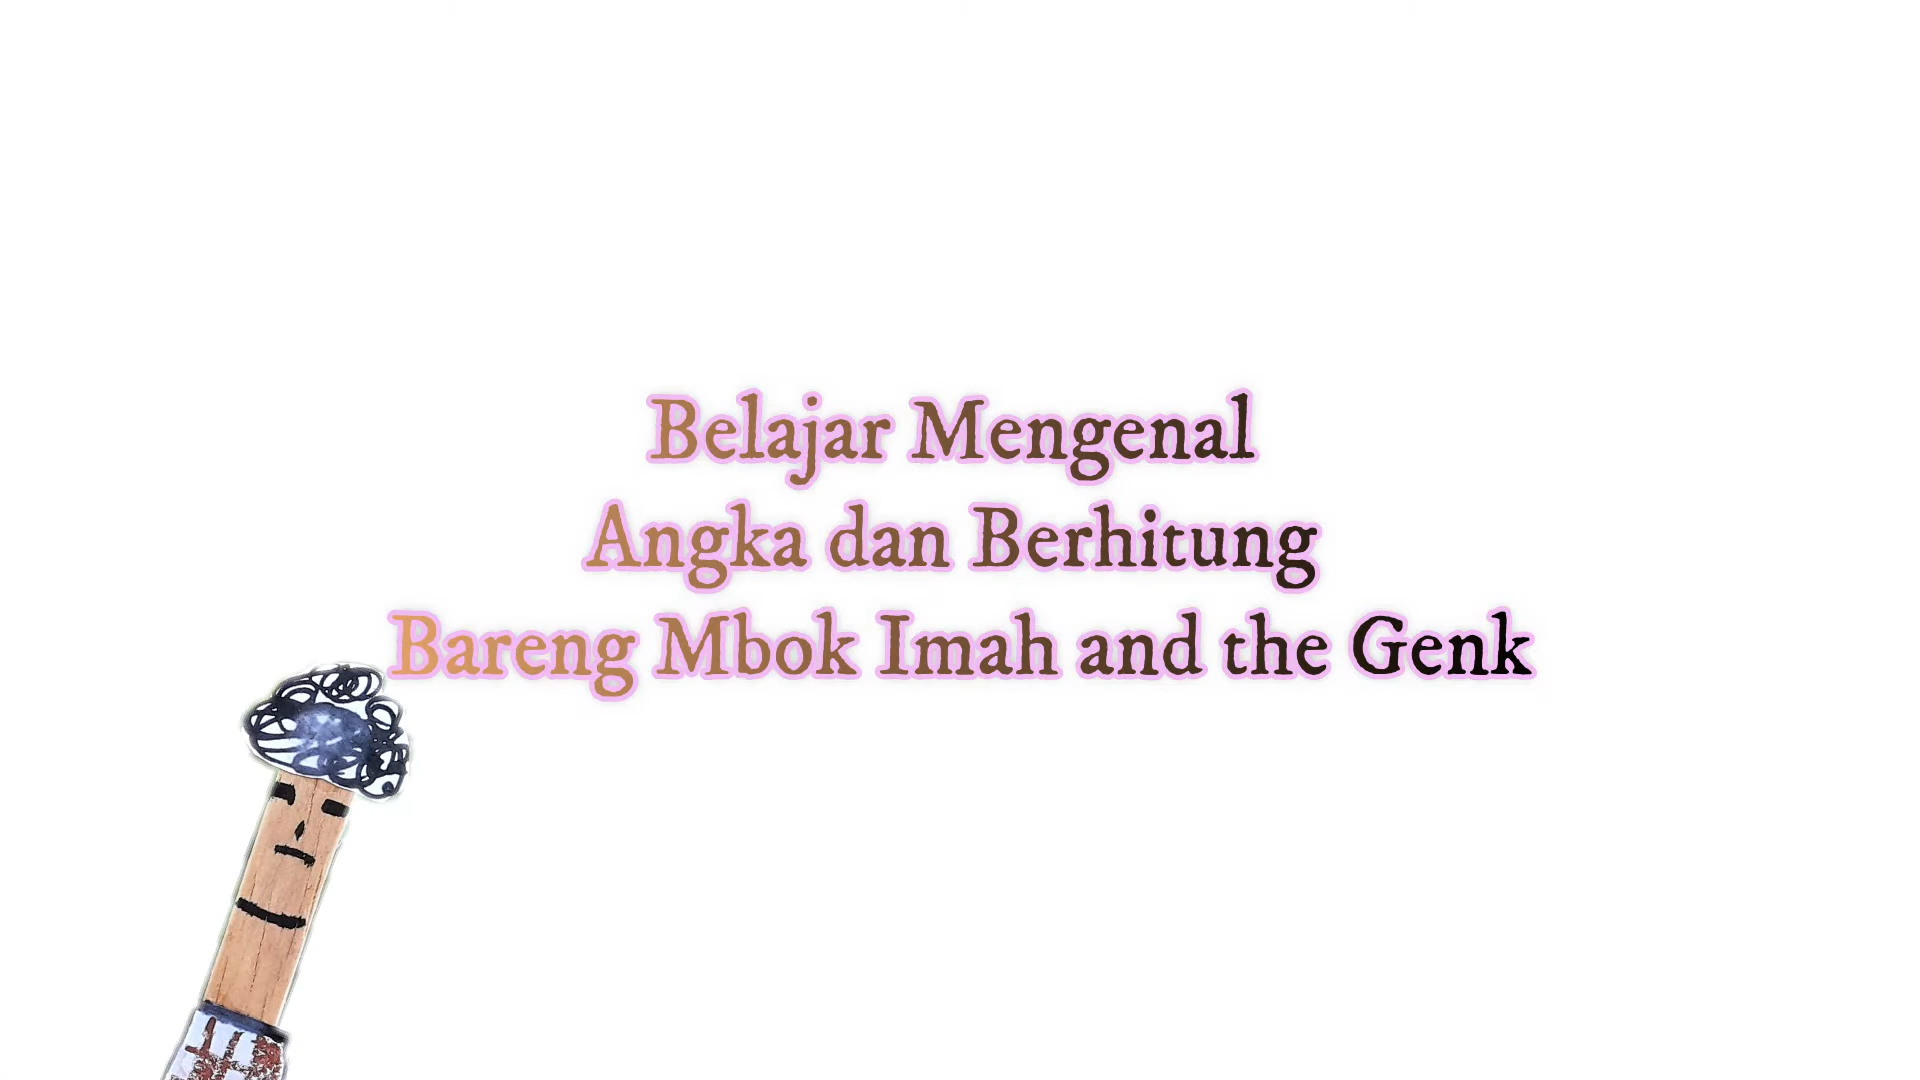 Belajar Mengenal
Angka dan Berhitung
Bareng Mbok Imah and the Genk